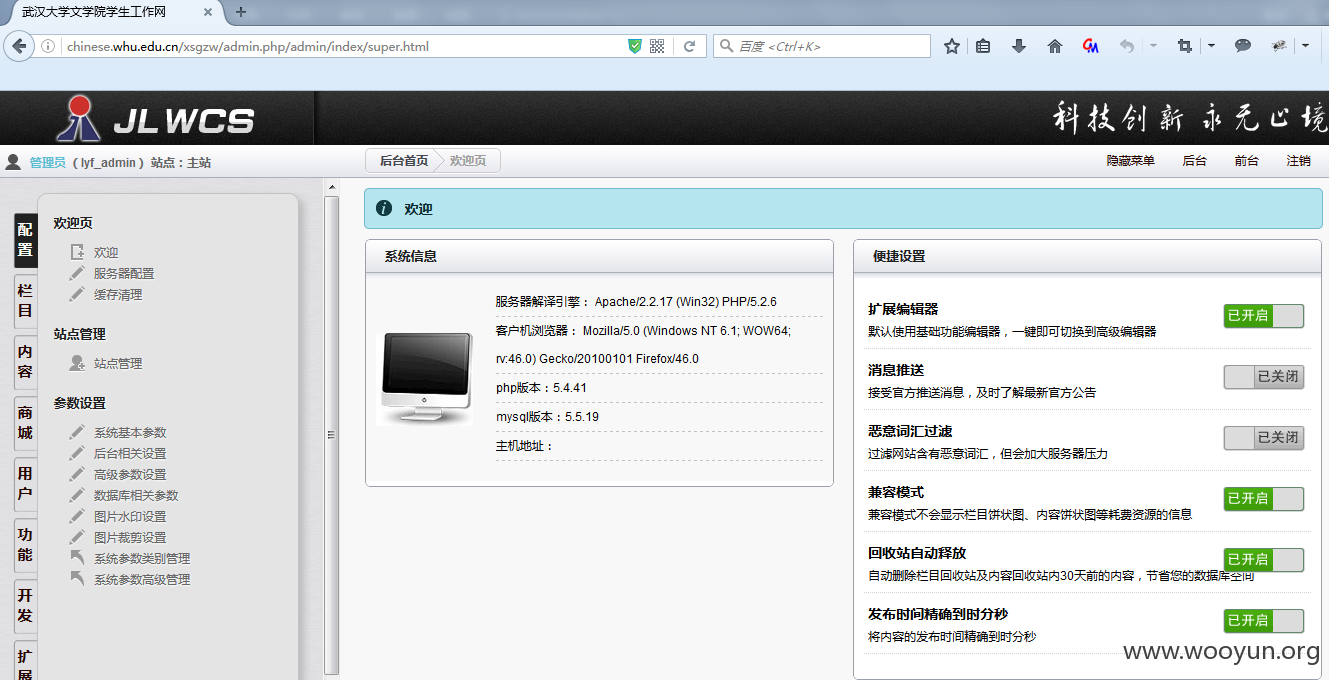 武汉大学文学院学生工作网
chinese.whu.edu.cn/xsgzw/admin.php/admin/index/super.html
百度 <Ctrl+K>
JLWCS
科技创新 永无止境
管理员 ( lyf_admin ) 站点：主站
后台首页 欢迎页
隐藏菜单 后台 前台 注销
配置
栏目
内容
商城
用户
功能
开发
扩展
欢迎页
欢迎
服务器配置
缓存清理
站点管理
站点管理
参数设置
系统基本参数
后台相关设置
高级参数设置
数据库相关参数
图片水印设置
图片裁剪设置
系统参数类别管理
系统参数高级管理
欢迎
系统信息
服务器解译引擎： Apache/2.2.17 (Win32) PHP/5.2.6
客户机浏览器： Mozilla/5.0 (Windows NT 6.1; WOW64;
rv:46.0) Gecko/20100101 Firefox/46.0
php版本：5.4.41
mysql版本：5.5.19
主机地址：
便捷设置
扩展编辑器
默认使用基础功能编辑器，一键即可切换到高级编辑器
已开启
消息推送
接受官方推送消息，及时了解最新官方公告
已关闭
恶意词汇过滤
过滤网站含有恶意词汇，但会加大服务器压力
已关闭
兼容模式
兼容模式不会显示栏目饼状图、内容饼状图等耗费资源的信息
已开启
回收站自动释放
自动删除栏目回收站及内容回收站内30天前的内容，节省您的数据库空间
已开启
发布时间精确到时分秒
将内容的发布时间精确到时分秒
已开启
www.wooyun.org